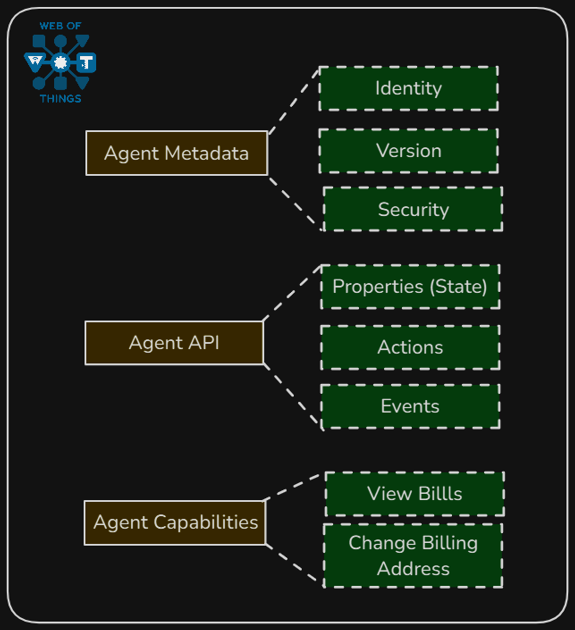 WEB OF
W T
THINGS
Identity
Agent Metadata
Version
Security
Properties (State)
Agent API
Actions
Events
View Billls
Agent Capabilities
Change Billing
Address